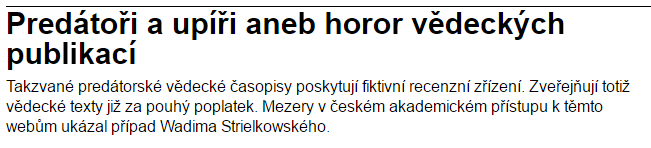 Predátoři a upíři aneb horor vědeckých
publikací
Takzvané predátorské vědecké časopisy poskytují fiktivní recenzní zřízení. Zveřejňují totiž
vědecké texty již za pouhý poplatek. Mezery v českém akademickém přístupu k těmto
webům ukázal případ Wadima Strielkowského.